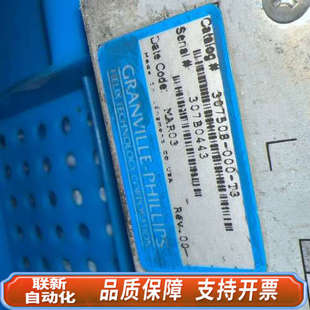 Catalog # 307508-000-T3
Serial # 307B0443
Date Code: MAR03
Rev. 00
GRANVILLE-PHILLIPS
联新
自动化
品质保障 支持开票